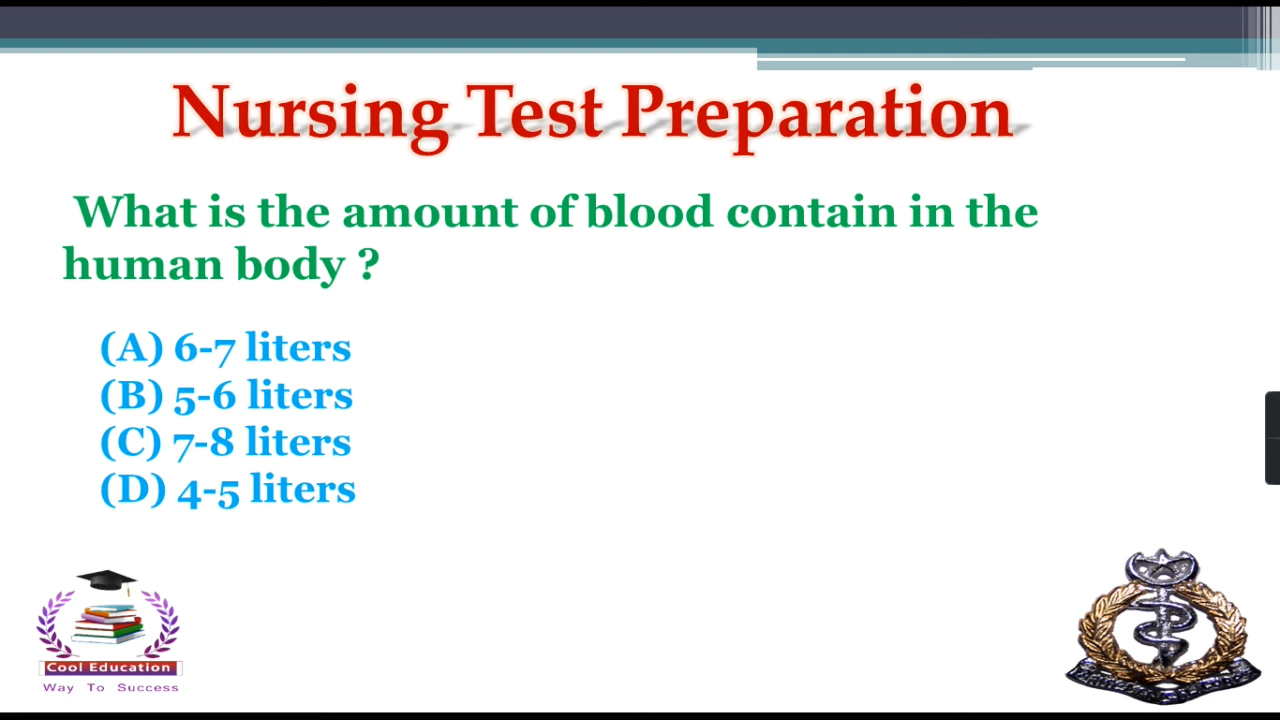 Nursing Test Preparation
What is the amount of blood contain in the
human body ?
(A) 6-7 liters
(B) 5-6 liters
(C) 7-8 liters
(D) 4-5 liters
Cool Education
Way To Success